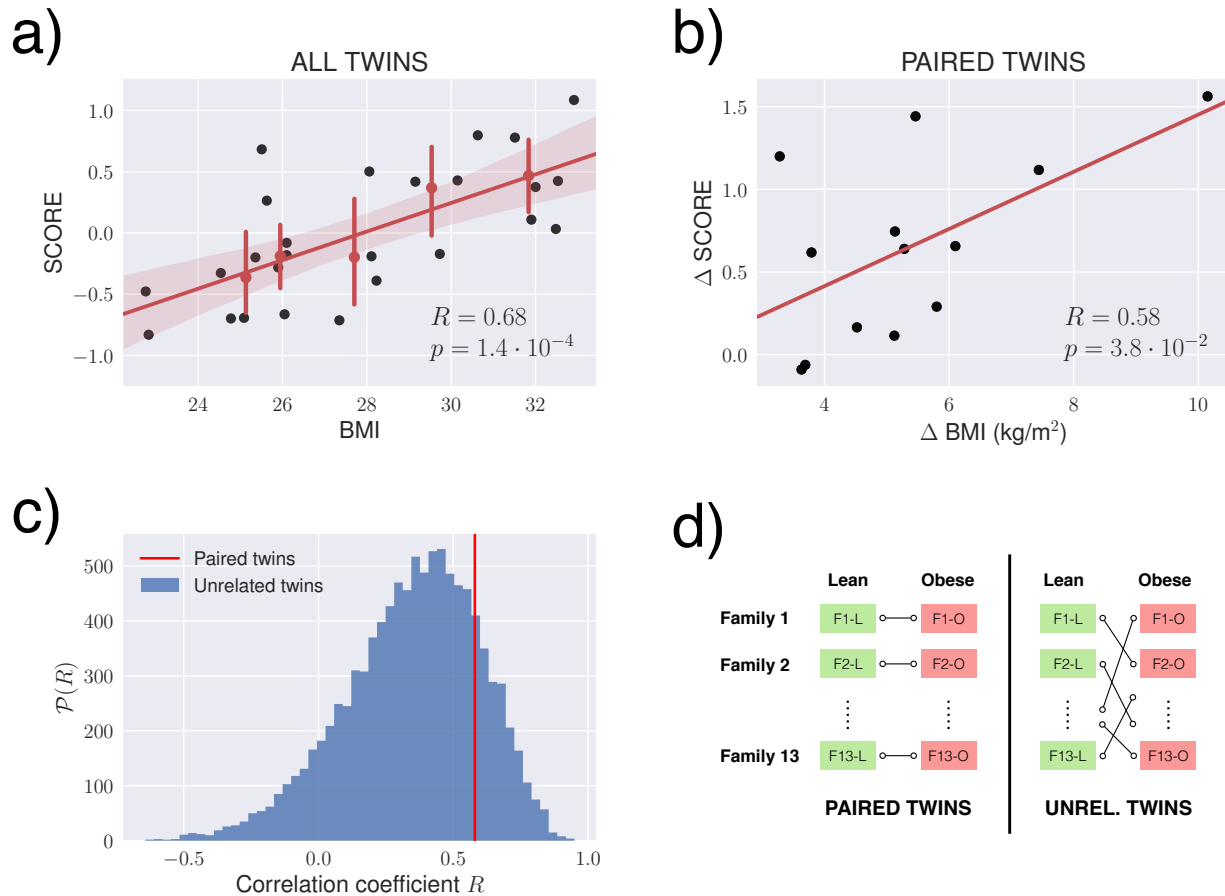 a)
ALL TWINS
SCORE
1.0
0.5
0.0
−0.5
−1.0
R = 0.68
p = 1.4 · 10⁻⁴
24 26 28 30 32
BMI
b)
PAIRED TWINS
Δ SCORE
1.5
1.0
0.5
0.0
R = 0.58
p = 3.8 · 10⁻²
4 6 8 10
Δ BMI (kg/m²)
c)
Paired twins
Unrelated twins
P(R)
500
400
300
200
100
0
−0.5 0.0 0.5 1.0
Correlation coefficient R
d)
Lean Obese Lean Obese
Family 1 F1-L F1-O F1-L F1-O
Family 2 F2-L F2-O F2-L F2-O
Family 13 F13-L F13-O F13-L F13-O
PAIRED TWINS UNREL. TWINS